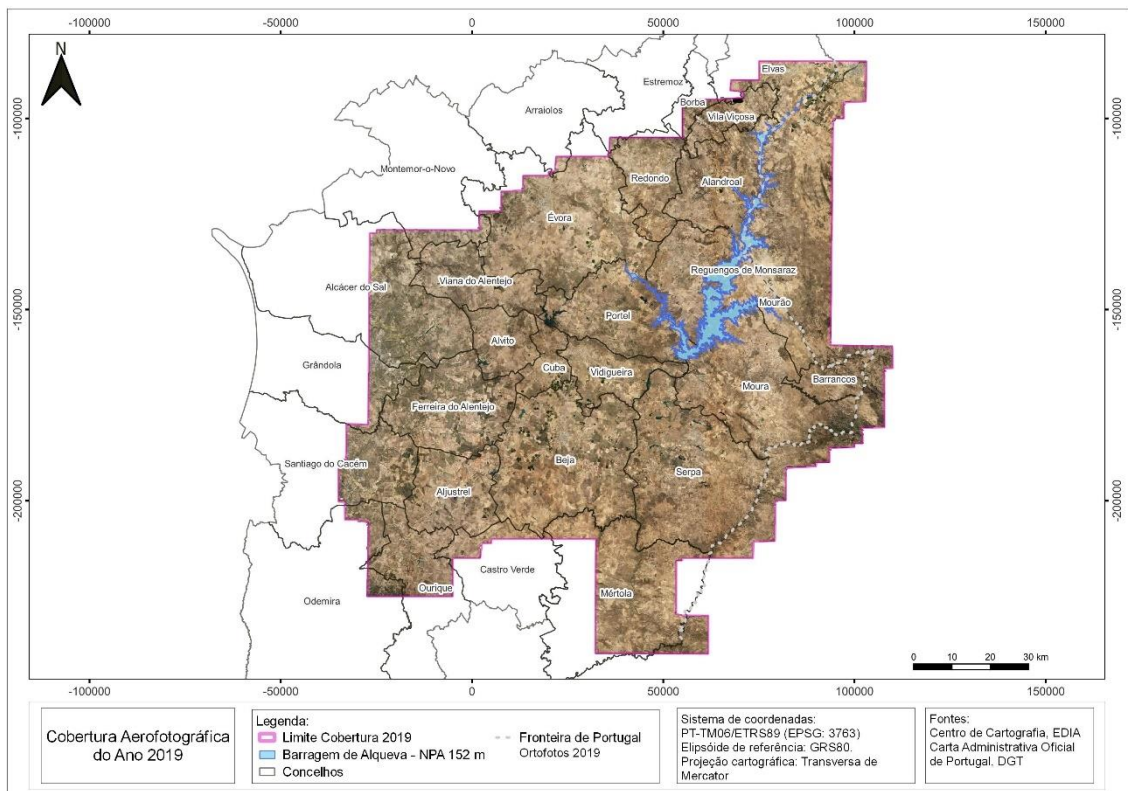 -100000
-50000
0
50000
100000
150000
N
-100000
-150000
-200000
-100000
-150000
-200000
Elvas
Estremoz
Borba
Vila Viçosa
Arraiolos
Montemor-o-Novo
Redondo
Alandroal
Évora
Reguengos de Monsaraz
Viana do Alentejo
Alcácer do Sal
Mourão
Portel
Alvito
Grândola
Cuba
Vidigueira
Moura
Barrancos
Ferreira do Alentejo
Santiago do Cacém
Beja
Serpa
Aljustrel
Castro Verde
Ourique
Odemira
Mértola
0 10 20 30 km
-100000
-50000
0
50000
100000
150000
Cobertura Aerofotográfica
do Ano 2019
Legenda:
Limite Cobertura 2019
Barragem de Alqueva - NPA 152 m
Concelhos
Fronteira de Portugal
Ortofotos 2019
Sistema de coordenadas:
PT-TM06/ETRS89 (EPSG: 3763)
Elipsóide de referência: GRS80.
Projeção cartográfica: Transversa de
Mercator
Fontes:
Centro de Cartografia, EDIA
Carta Administrativa Oficial
de Portugal, DGT